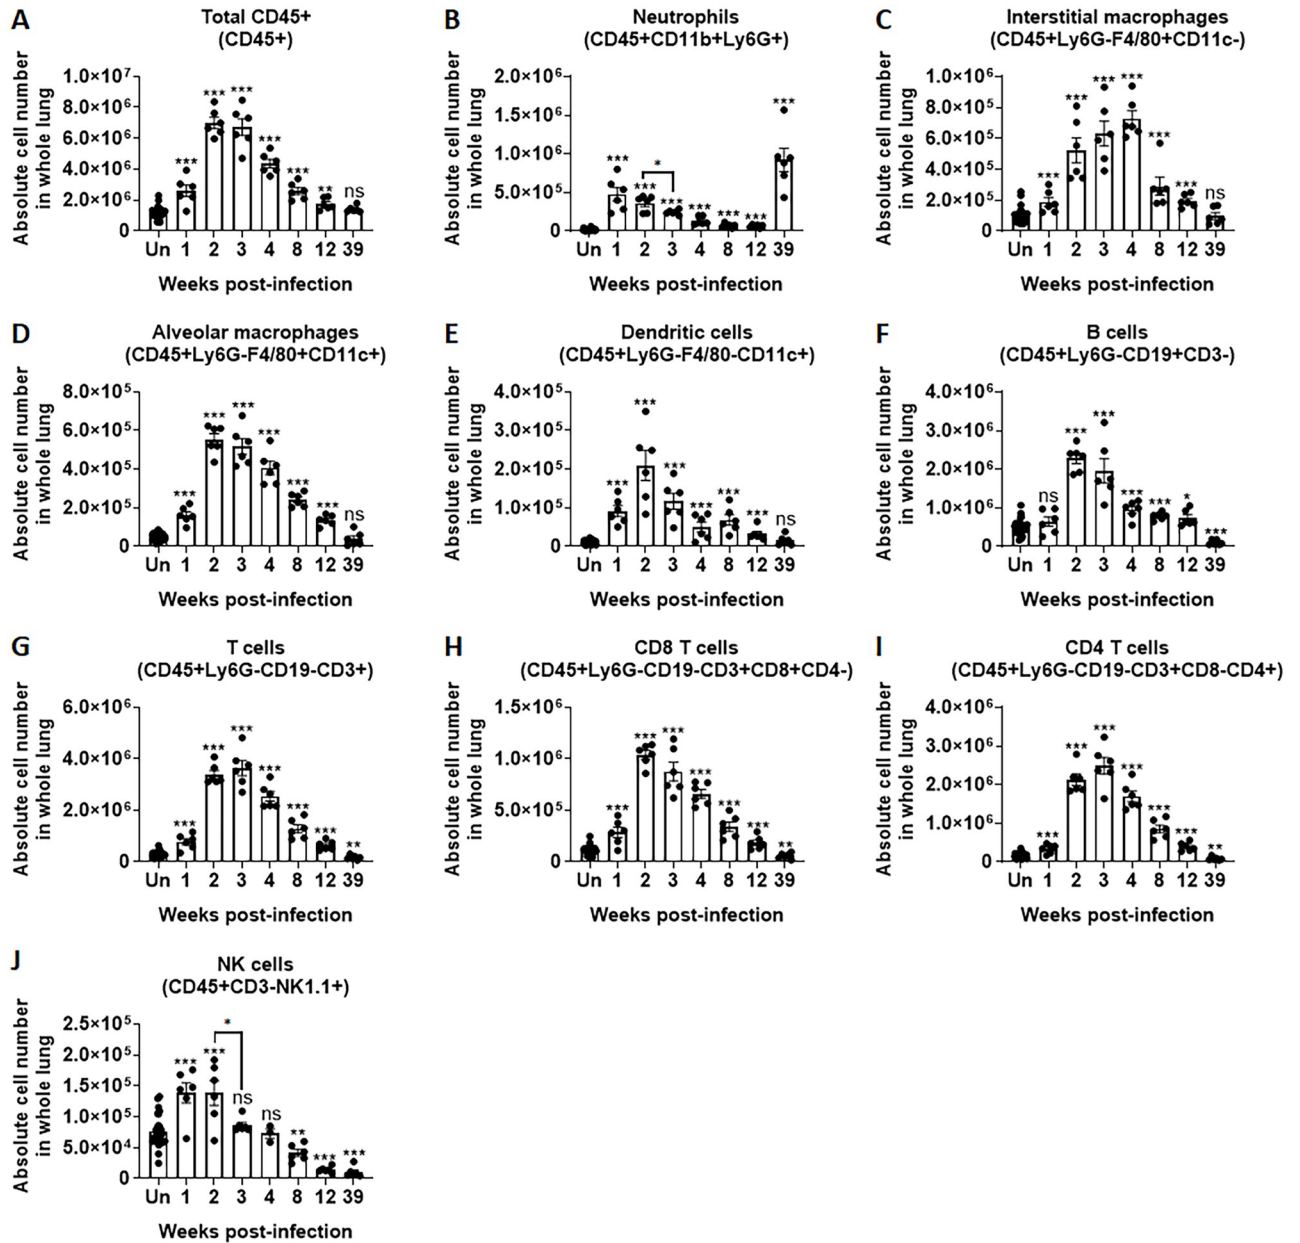 A
Total CD45+
(CD45+)
Absolute cell number
in whole lung
1.0×10⁷
8.0×10⁶
6.0×10⁶
4.0×10⁶
2.0×10⁶
0
***
***
***
***
***
**
ns
Un 1 2 3 4 8 12 39
Weeks post-infection
B
Neutrophils
(CD45+CD11b+Ly6G+)
Absolute cell number
in whole lung
2.0×10⁶
1.5×10⁶
1.0×10⁶
5.0×10⁵
0
***
***
*
***
***
***
***
***
Un 1 2 3 4 8 12 39
Weeks post-infection
C
Interstitial macrophages
(CD45+Ly6G-F4/80+CD11c-)
Absolute cell number
in whole lung
1.0×10⁶
8.0×10⁵
6.0×10⁵
4.0×10⁵
2.0×10⁵
0
***
***
***
***
***
***
ns
Un 1 2 3 4 8 12 39
Weeks post-infection
D
Alveolar macrophages
(CD45+Ly6G-F4/80+CD11c+)
Absolute cell number
in whole lung
8.0×10⁵
6.0×10⁵
4.0×10⁵
2.0×10⁵
0
***
***
***
***
***
***
ns
Un 1 2 3 4 8 12 39
Weeks post-infection
E
Dendritic cells
(CD45+Ly6G-F4/80-CD11c+)
Absolute cell number
in whole lung
4.0×10⁵
3.0×10⁵
2.0×10⁵
1.0×10⁵
0
***
***
***
***
***
***
ns
Un 1 2 3 4 8 12 39
Weeks post-infection
F
B cells
(CD45+Ly6G-CD19+CD3-)
Absolute cell number
in whole lung
4.0×10⁶
3.0×10⁶
2.0×10⁶
1.0×10⁶
0
ns
***
***
***
***
*
***
Un 1 2 3 4 8 12 39
Weeks post-infection
G
T cells
(CD45+Ly6G-CD19-CD3+)
Absolute cell number
in whole lung
6.0×10⁶
4.0×10⁶
2.0×10⁶
0
***
***
***
***
***
***
**
Un 1 2 3 4 8 12 39
Weeks post-infection
H
CD8 T cells
(CD45+Ly6G-CD19-CD3+CD8+CD4-)
Absolute cell number
in whole lung
1.5×10⁶
1.0×10⁶
5.0×10⁵
0
***
***
***
***
***
***
**
Un 1 2 3 4 8 12 39
Weeks post-infection
I
CD4 T cells
(CD45+Ly6G-CD19-CD3+CD8-CD4+)
Absolute cell number
in whole lung
4.0×10⁶
3.0×10⁶
2.0×10⁶
1.0×10⁶
0
***
***
***
***
***
***
**
Un 1 2 3 4 8 12 39
Weeks post-infection
J
NK cells
(CD45+CD3-NK1.1+)
Absolute cell number
in whole lung
2.5×10⁵
2.0×10⁵
1.5×10⁵
1.0×10⁵
5.0×10⁴
0
***
***
*
ns
ns
**
***
***
Un 1 2 3 4 8 12 39
Weeks post-infection